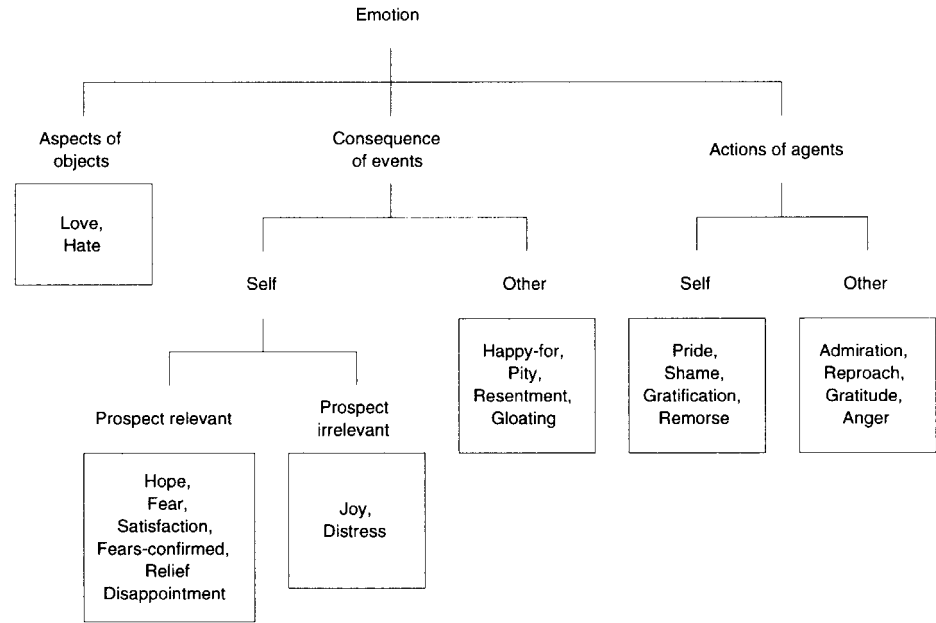 Emotion
Aspects of
objects
Consequence
of events
Actions of agents
Love,
Hate
Self
Other
Self
Other
Happy-for,
Pity,
Resentment,
Gloating
Pride,
Shame,
Gratification,
Remorse
Admiration,
Reproach,
Gratitude,
Anger
Prospect relevant
Prospect
irrelevant
Hope,
Fear,
Satisfaction,
Fears-confirmed,
Relief
Disappointment
Joy,
Distress